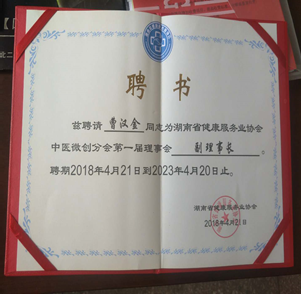 聘书
兹聘请 曹汉金 同志为湖南省健康服务业协会
中医微创分会第一届理事会 副理事长 。
聘期2018年4月21日到2023年4月20日止。
湖南省健康服务业协会
2018年4月21日